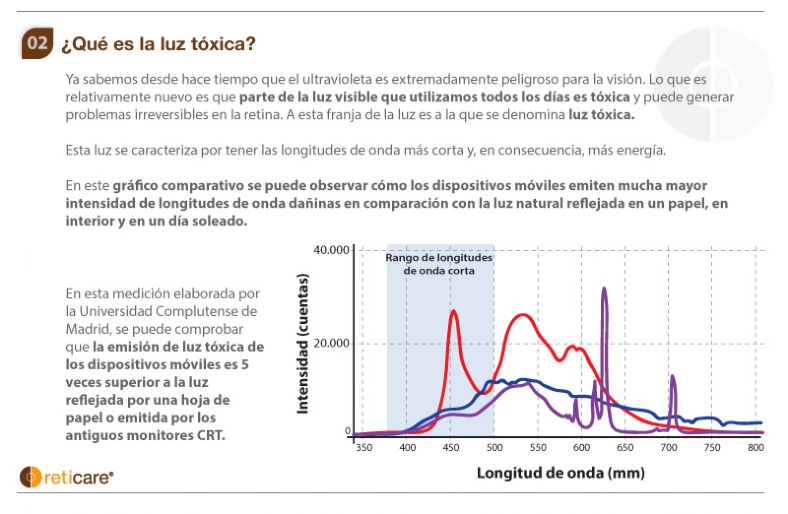 02 ¿Qué es la luz tóxica?
Ya sabemos desde hace tiempo que el ultravioleta es extremadamente peligroso para la visión. Lo que es
relativamente nuevo es que parte de la luz visible que utilizamos todos los días es tóxica y puede generar
problemas irreversibles en la retina. A esta franja de la luz es a la que se denomina luz tóxica.
Esta luz se caracteriza por tener las longitudes de onda más corta y, en consecuencia, más energía.
En este gráfico comparativo se puede observar cómo los dispositivos móviles emiten mucha mayor
intensidad de longitudes de onda dañinas en comparación con la luz natural reflejada en un papel, en
interior y en un día soleado.
En esta medición elaborada por
la Universidad Complutense de
Madrid, se puede comprobar
que la emisión de luz tóxica de
los dispositivos móviles es 5
veces superior a la luz
reflejada por una hoja de
papel o emitida por los
antiguos monitores CRT.
Intensidad (cuentas)
40.000
20.000
0
Rango de longitudes
de onda corta
350 400 450 500 550 600 650 700 750 800
Longitud de onda (mm)
reticare®